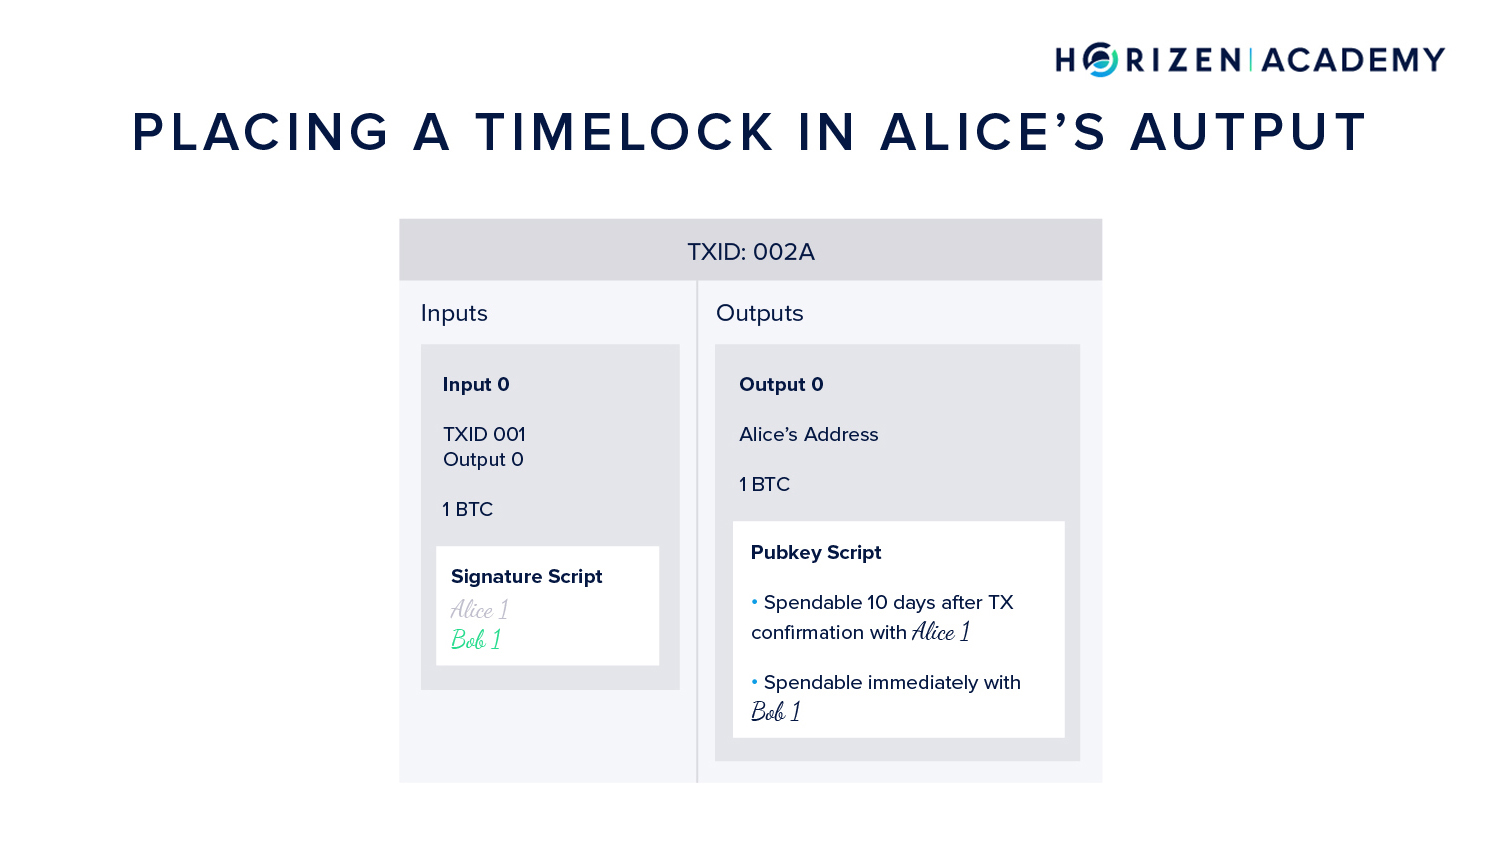 HORIZEN | ACADEMY
PLACING A TIMELOCK IN ALICE’S AUTPUT
TXID: 002A
Inputs
Input 0
TXID 001
Output 0
1 BTC
Signature Script
Alice 1
Bob 1
Outputs
Output 0
Alice’s Address
1 BTC
Pubkey Script
• Spendable 10 days after TX
confirmation with Alice 1
• Spendable immediately with
Bob 1